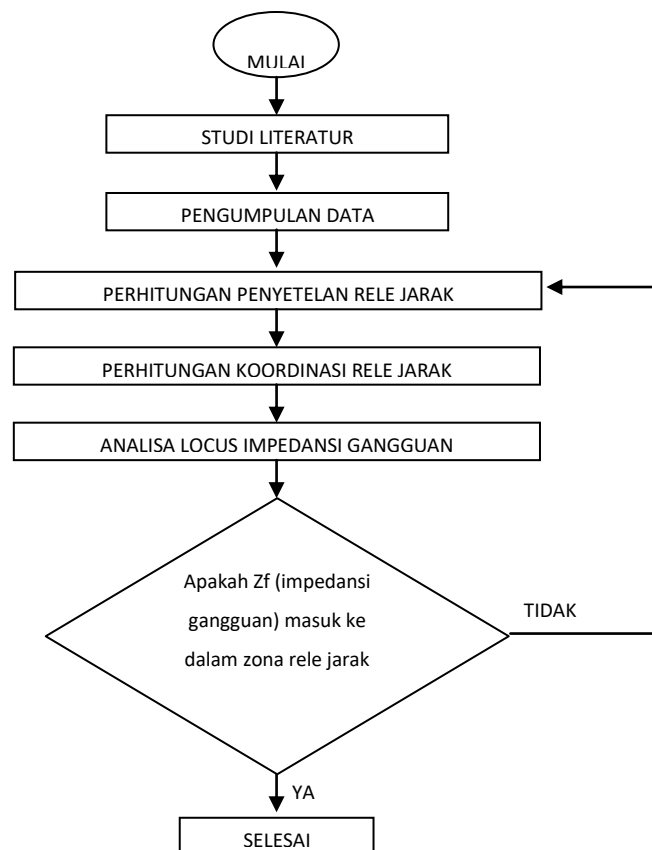 MULAI
STUDI LITERATUR
PENGUMPULAN DATA
PERHITUNGAN PENYETELAN RELE JARAK
PERHITUNGAN KOORDINASI RELE JARAK
ANALISA LOCUS IMPEDANSI GANGGUAN
Apakah Zf (impedansi
gangguan) masuk ke
dalam zona rele jarak
TIDAK
YA
SELESAI